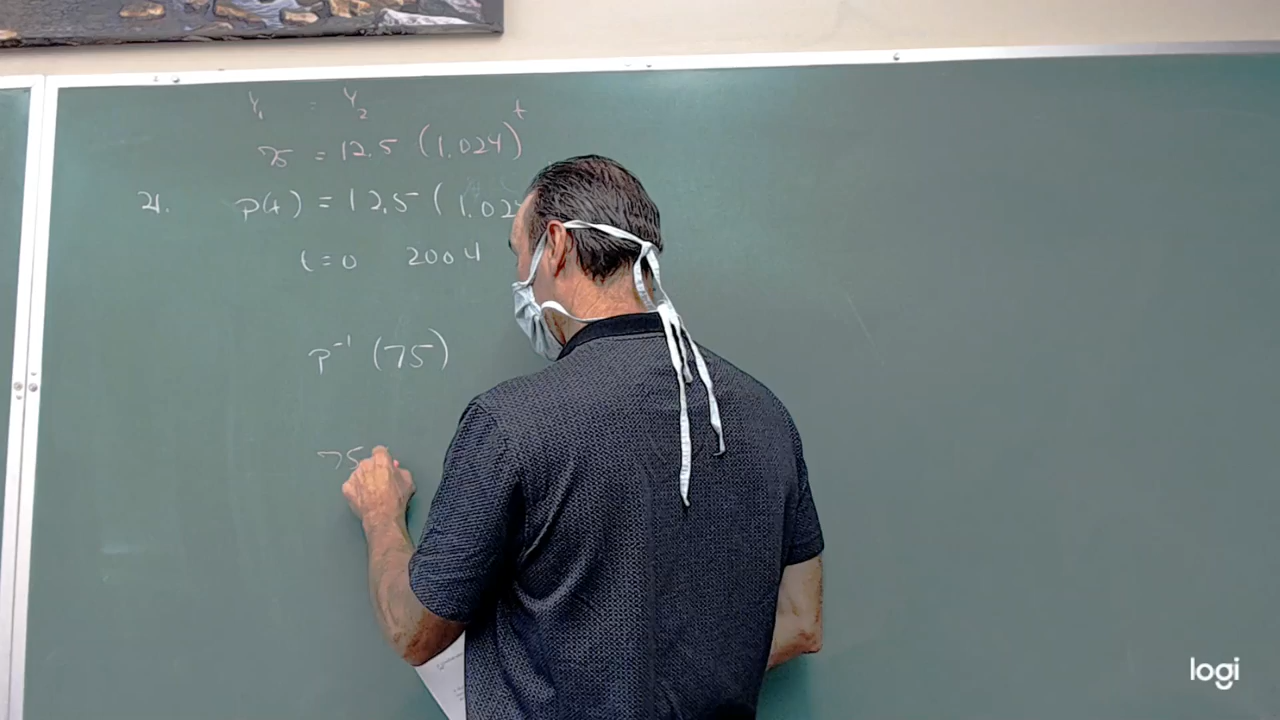 Y₁ = Y₂
75 = 12.5 (1.024)^t
21. P(t) = 12.5 (1.02
t=0 2004
P⁻¹ (75)
75
logi